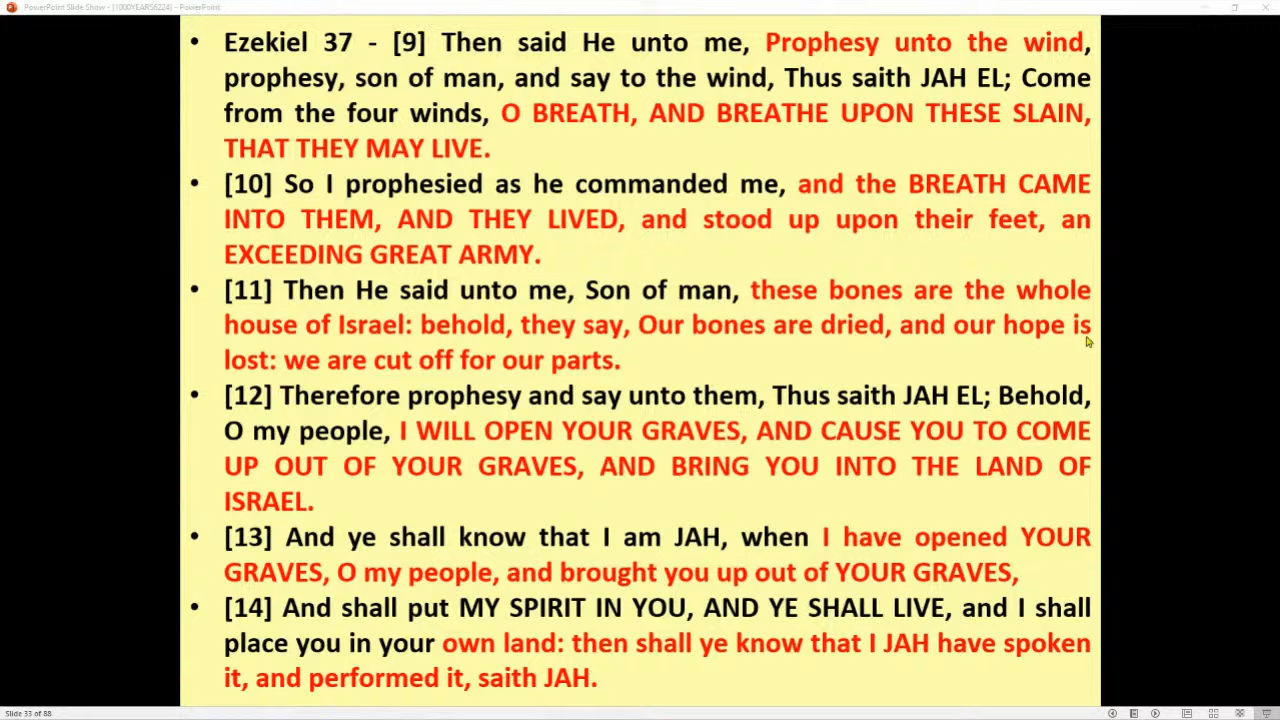 PowerPoint Slide Show - [1000YEARS6224] - PowerPoint
• Ezekiel 37 - [9] Then said He unto me, Prophesy unto the wind,
prophesy, son of man, and say to the wind, Thus saith JAH EL; Come
from the four winds, O BREATH, AND BREATHE UPON THESE SLAIN,
THAT THEY MAY LIVE.
• [10] So I prophesied as he commanded me, and the BREATH CAME
INTO THEM, AND THEY LIVED, and stood up upon their feet, an
EXCEEDING GREAT ARMY.
• [11] Then He said unto me, Son of man, these bones are the whole
house of Israel: behold, they say, Our bones are dried, and our hope is
lost: we are cut off for our parts.
• [12] Therefore prophesy and say unto them, Thus saith JAH EL; Behold,
O my people, I WILL OPEN YOUR GRAVES, AND CAUSE YOU TO COME
UP OUT OF YOUR GRAVES, AND BRING YOU INTO THE LAND OF
ISRAEL.
• [13] And ye shall know that I am JAH, when I have opened YOUR
GRAVES, O my people, and brought you up out of YOUR GRAVES,
• [14] And shall put MY SPIRIT IN YOU, AND YE SHALL LIVE, and I shall
place you in your own land: then shall ye know that I JAH have spoken
it, and performed it, saith JAH.
Slide 33 of 88